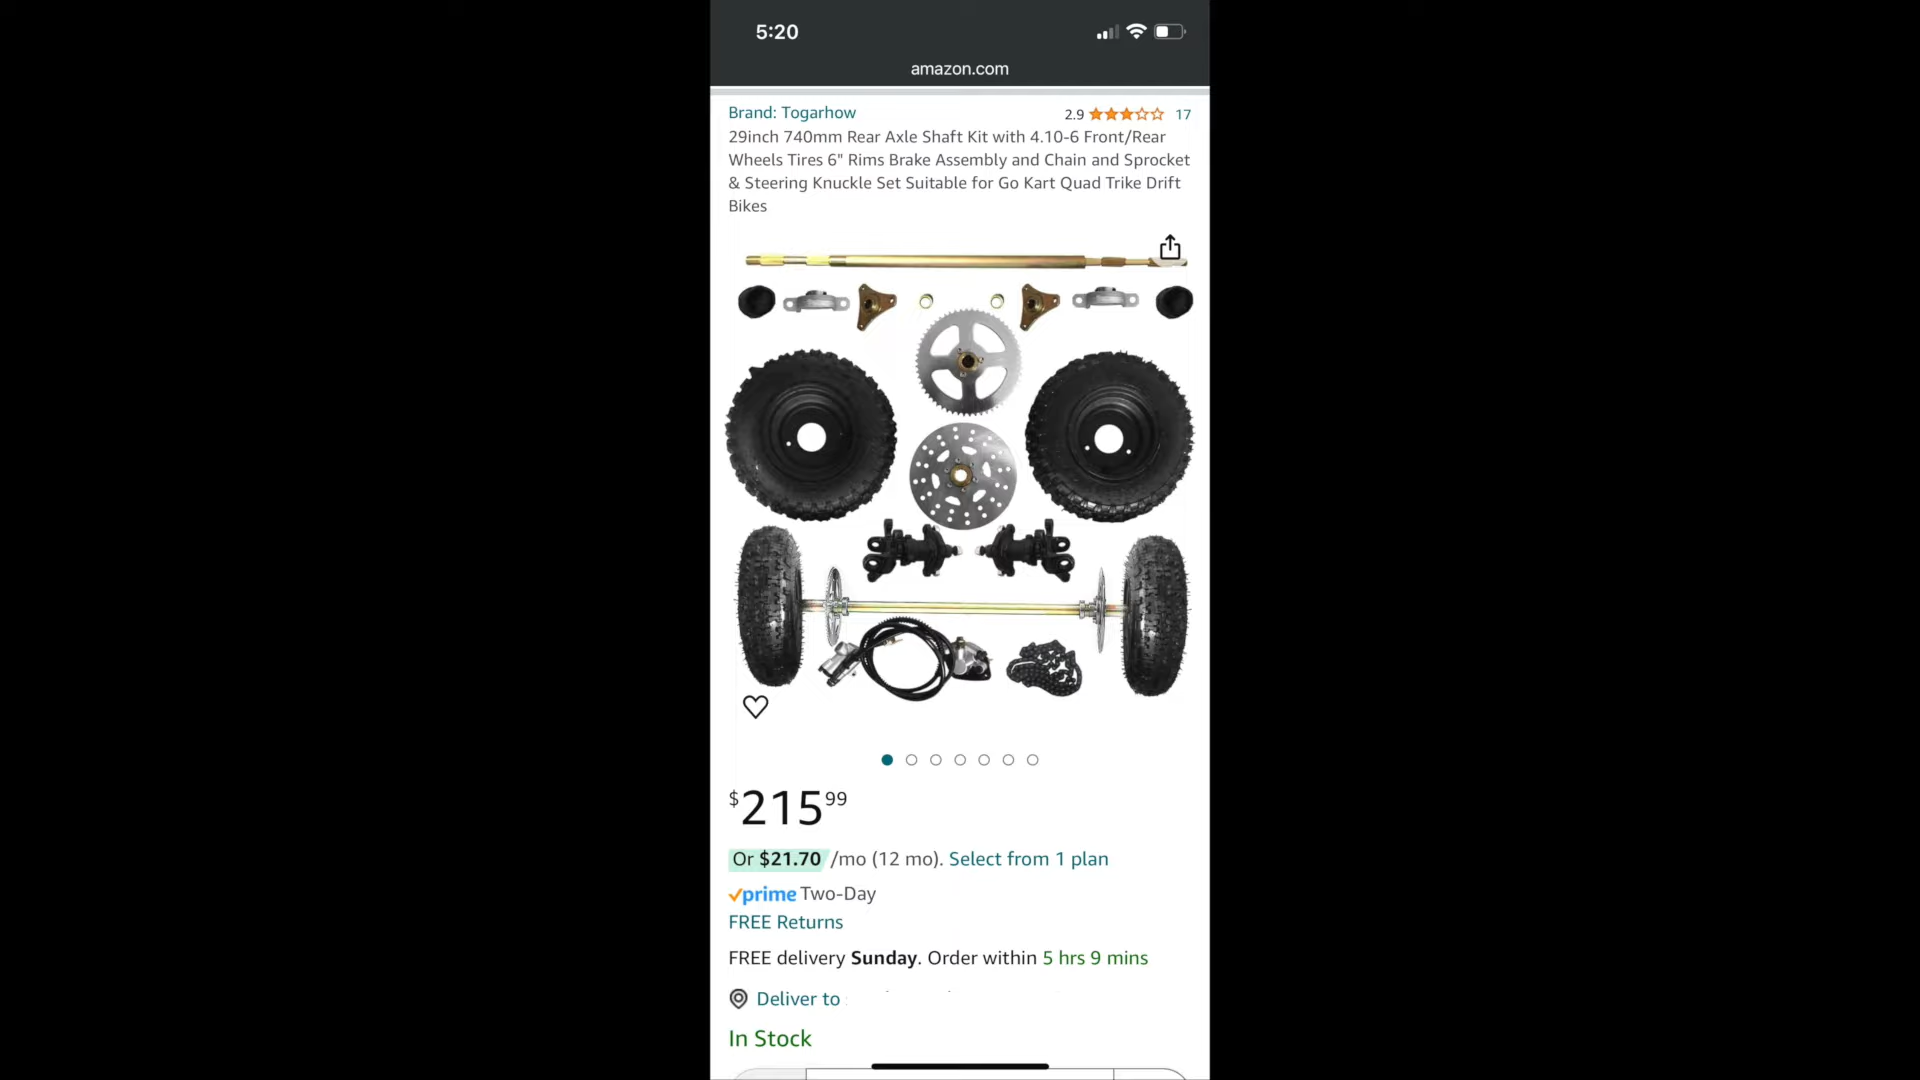 5:20
amazon.com
Brand: Togarhow
2.9 17
29inch 740mm Rear Axle Shaft Kit with 4.10-6 Front/Rear
Wheels Tires 6" Rims Brake Assembly and Chain and Sprocket
& Steering Knuckle Set Suitable for Go Kart Quad Trike Drift
Bikes
$215 99
Or $21.70 /mo (12 mo). Select from 1 plan
prime Two-Day
FREE Returns
FREE delivery Sunday. Order within 5 hrs 9 mins
Deliver to
In Stock